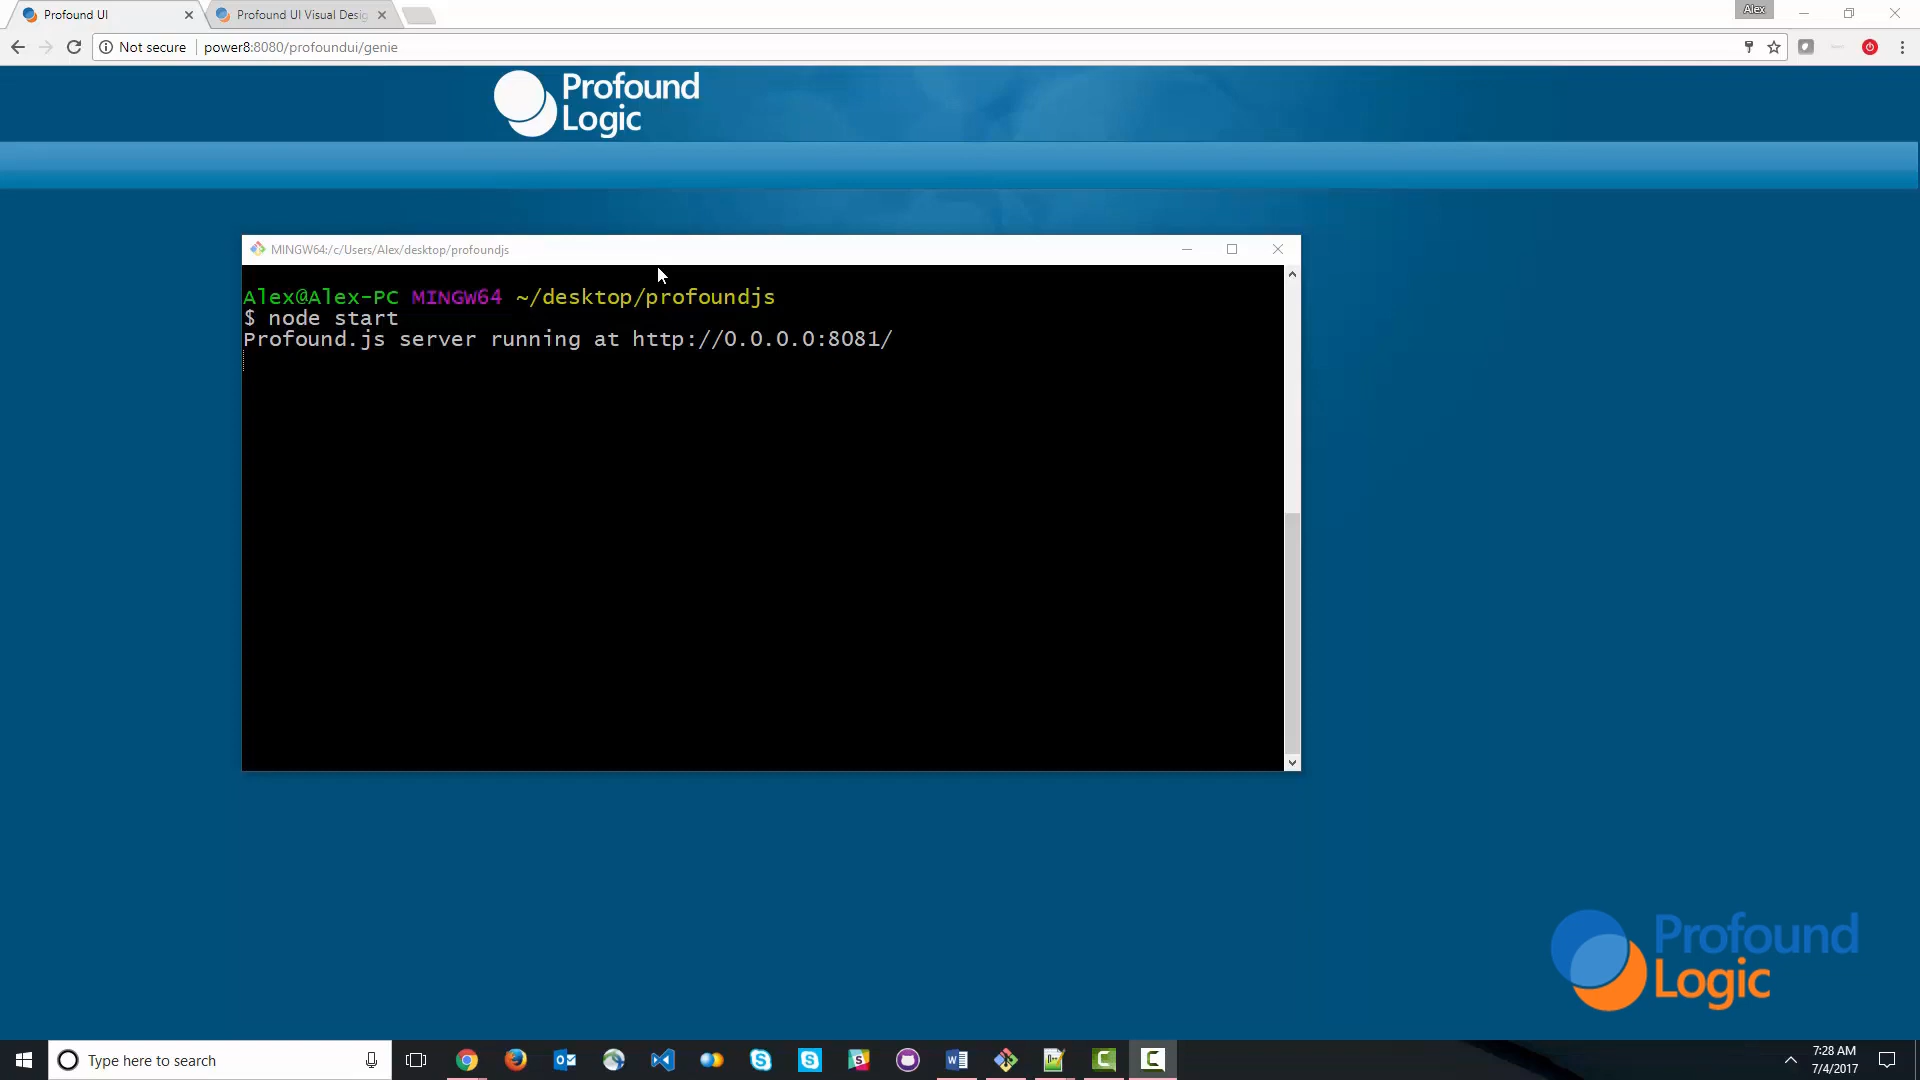 Profound UI
Profound UI Visual Desig
Alex
Not secure
power8:8080/profoundui/genie
Profound
Logic
MINGW64:/c/Users/Alex/desktop/profoundjs
Alex@Alex-PC MINGW64 ~/desktop/profoundjs
$ node start
Profound.js server running at http://0.0.0.0:8081/
Profound
Logic
Type here to search
7:28 AM
7/4/2017